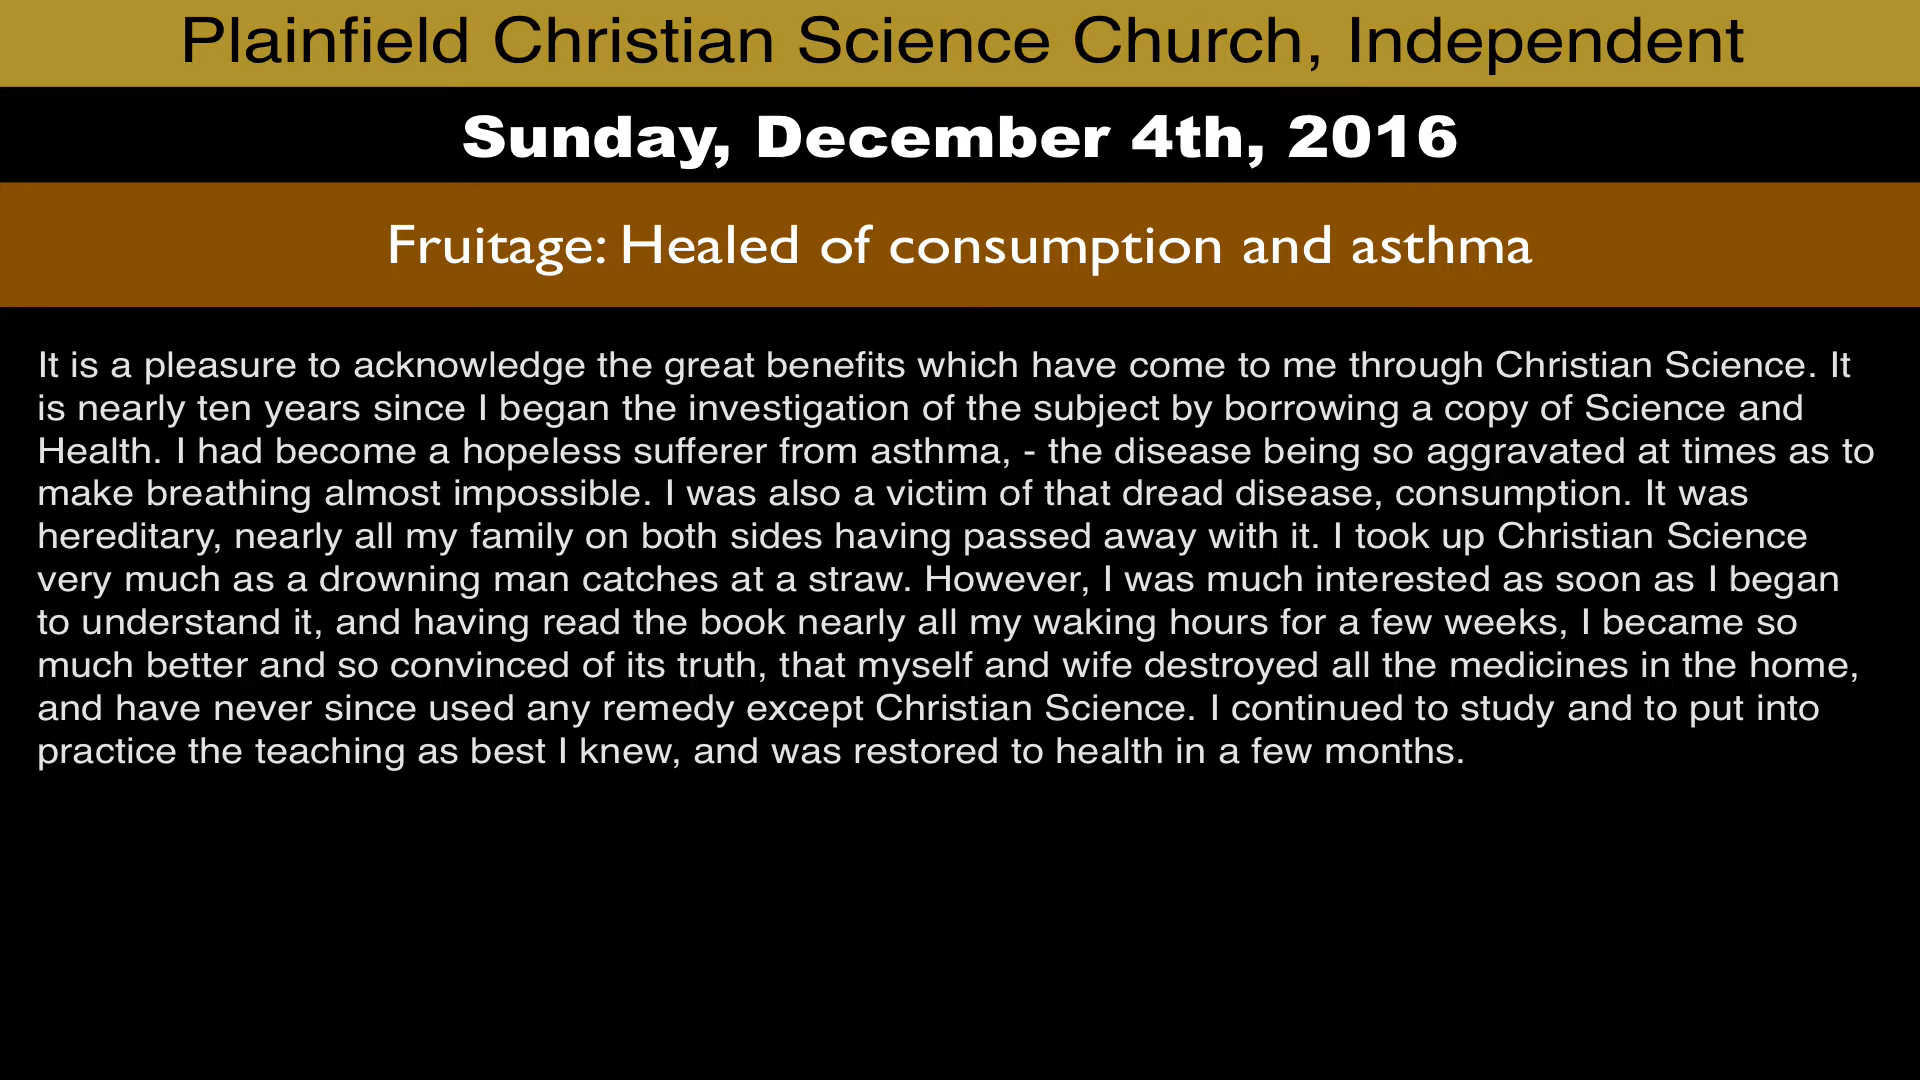 Plainfield Christian Science Church, Independent
Sunday, December 4th, 2016
Fruitage: Healed of consumption and asthma
It is a pleasure to acknowledge the great benefits which have come to me through Christian Science. It
is nearly ten years since I began the investigation of the subject by borrowing a copy of Science and
Health. I had become a hopeless sufferer from asthma, - the disease being so aggravated at times as to
make breathing almost impossible. I was also a victim of that dread disease, consumption. It was
hereditary, nearly all my family on both sides having passed away with it. I took up Christian Science
very much as a drowning man catches at a straw. However, I was much interested as soon as I began
to understand it, and having read the book nearly all my waking hours for a few weeks, I became so
much better and so convinced of its truth, that myself and wife destroyed all the medicines in the home,
and have never since used any remedy except Christian Science. I continued to study and to put into
practice the teaching as best I knew, and was restored to health in a few months.